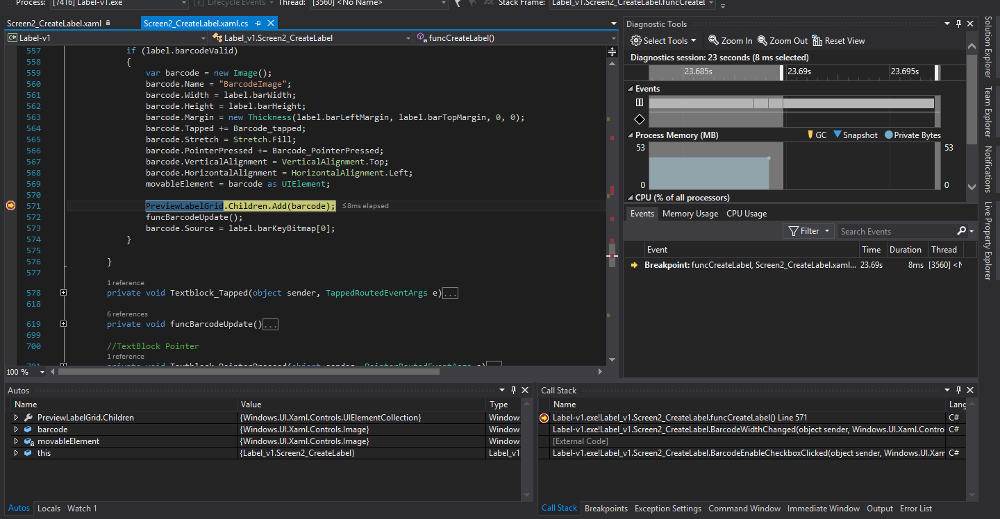 Process: [7416] Label-v1.exe Lifecycle Events Thread: [3560] <No Name> Stack Frame: Label_v1.Screen2_CreateLabel.funcCreateL
Screen2_CreateLabel.xaml Screen2_CreateLabel.xaml.cs
C# Label-v1 Label_v1.Screen2_CreateLabel funcCreateLabel()
557 if (label.barcodeValid)
558 {
559 var barcode = new Image();
560 barcode.Name = "BarcodeImage";
561 barcode.Width = label.barWidth;
562 barcode.Height = label.barHeight;
563 barcode.Margin = new Thickness(label.barLeftMargin, label.barTopMargin, 0, 0);
564 barcode.Tapped += Barcode_tapped;
565 barcode.Stretch = Stretch.Fill;
566 barcode.PointerPressed += Barcode_PointerPressed;
567 barcode.VerticalAlignment = VerticalAlignment.Top;
568 barcode.HorizontalAlignment = HorizontalAlignment.Left;
569 movableElement = barcode as UIElement;
570
571 PreviewLabelGrid.Children.Add(barcode); ≤8ms elapsed
572 funcBarcodeUpdate();
573 barcode.Source = label.barKeyBitmap[0];
574 }
575
576 }
577
1 reference
578 private void Textblock_Tapped(object sender, TappedRoutedEventArgs e)...
618
6 references
619 private void funcBarcodeUpdate()...
699
700 //TextBlock Pointer
1 reference
701 private void Textblock_PointerPressed(object sender, PointerRoutedEventArgs e)...
100 %
Diagnostic Tools
Select Tools Zoom In Zoom Out Reset View
Diagnostics session: 23 seconds (8 ms selected)
23.685s 23.69s 23.695s
Events
Process Memory (MB) GC Snapshot Private Bytes
53 53
0 0
CPU (% of all processors)
Events Memory Usage CPU Usage
Filter Search Events
Event Time Duration Thread
Breakpoint: funcCreateLabel, Screen2_CreateLabel.xaml... 23.69s 8ms [3560] <N
Solution Explorer
Team Explorer
Notifications
Live Property Explorer
Autos
Name Value Type
PreviewLabelGrid.Children {Windows.UI.Xaml.Controls.UIElementCollection} Window
barcode {Windows.UI.Xaml.Controls.Image} Window
movableElement {Windows.UI.Xaml.Controls.Image} Window
this {Label_v1.Screen2_CreateLabel} Label_v1
Autos Locals Watch 1
Call Stack
Name Lang
Label-v1.exe!Label_v1.Screen2_CreateLabel.funcCreateLabel() Line 571 C#
Label-v1.exe!Label_v1.Screen2_CreateLabel.BarcodeWidthChanged(object sender, Windows.UI.Xaml.Contro C#
[External Code]
Label-v1.exe!Label_v1.Screen2_CreateLabel.BarcodeEnableCheckboxClicked(object sender, Windows.UI.Xam C#
Call Stack Breakpoints Exception Settings Command Window Immediate Window Output Error List